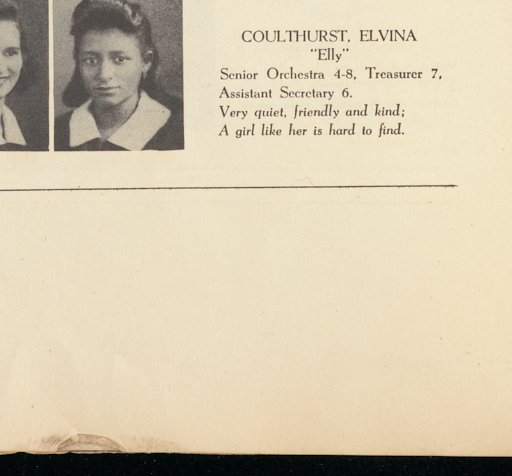 COULTHURST, ELVINA
"Elly"
Senior Orchestra 4-8, Treasurer 7,
Assistant Secretary 6.
Very quiet, friendly and kind;
A girl like her is hard to find.